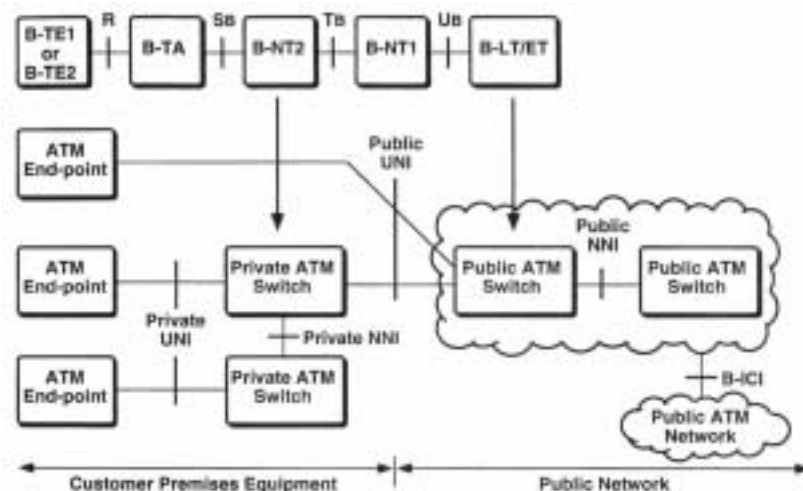 R
SB
TB
UB
B-TE1
or
B-TE2
B-TA
B-NT2
B-NT1
B-LT/ET
ATM
End-point
Public
UNI
Public
NNI
ATM
End-point
Private ATM
Switch
Public ATM
Switch
Public ATM
Switch
Private
UNI
Private NNI
ATM
End-point
Private ATM
Switch
B-ICI
Public ATM
Network
Customer Premises Equipment
Public Network